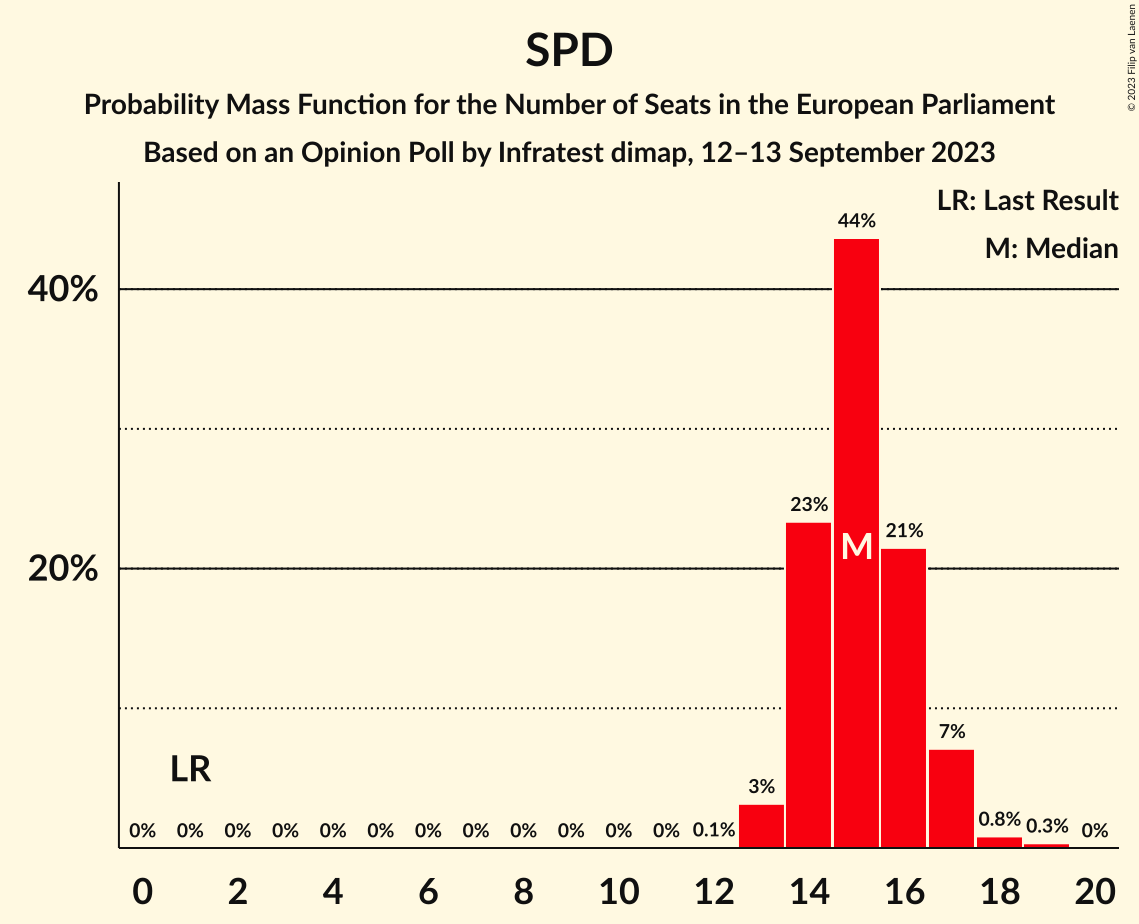 SPD
Probability Mass Function for the Number of Seats in the European Parliament
Based on an Opinion Poll by Infratest dimap, 12–13 September 2023
© 2023 Filip van Laenen
LR: Last Result
M: Median
44%
40%
23%
21%
M
20%
7%
LR
3%
0% 0% 0% 0% 0% 0% 0% 0% 0% 0% 0% 0% 0.1% 0.8% 0.3% 0%
0 2 4 6 8 10 12 14 16 18 20